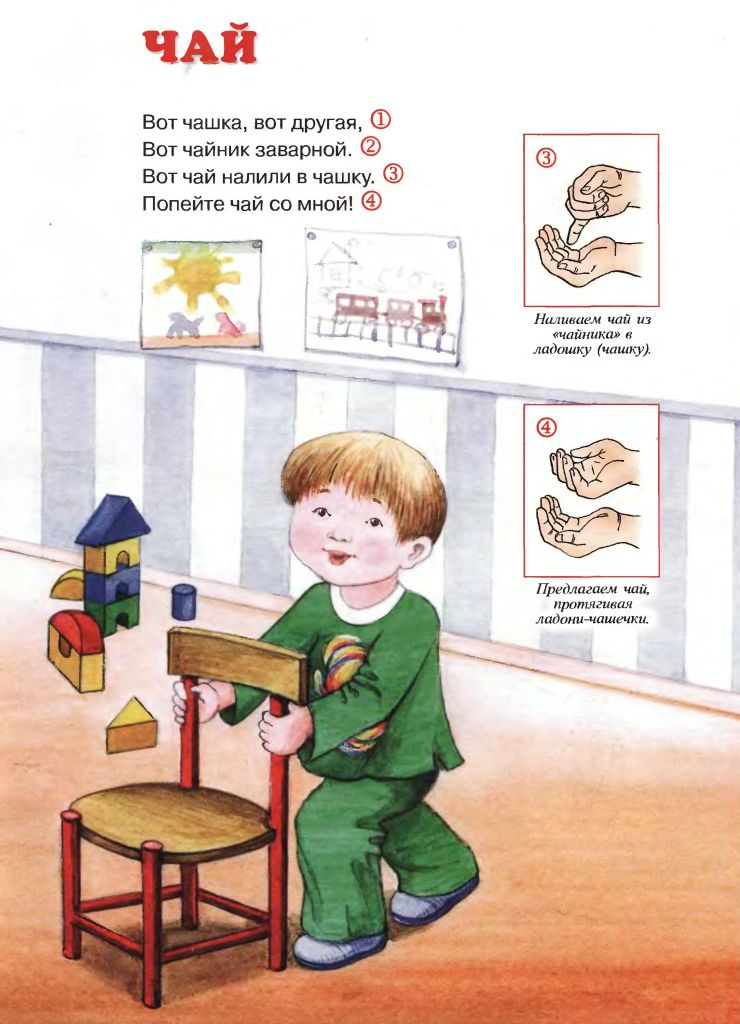 ЧАЙ
Вот чашка, вот другая, ①
Вот чайник заварной. ②
Вот чай налили в чашку. ③
Попейте чай со мной! ④
③
Наливаем чай из
«чайника» в
ладошку (чашку).
④
Предлагаем чай,
протягивая
ладони-чашечки.